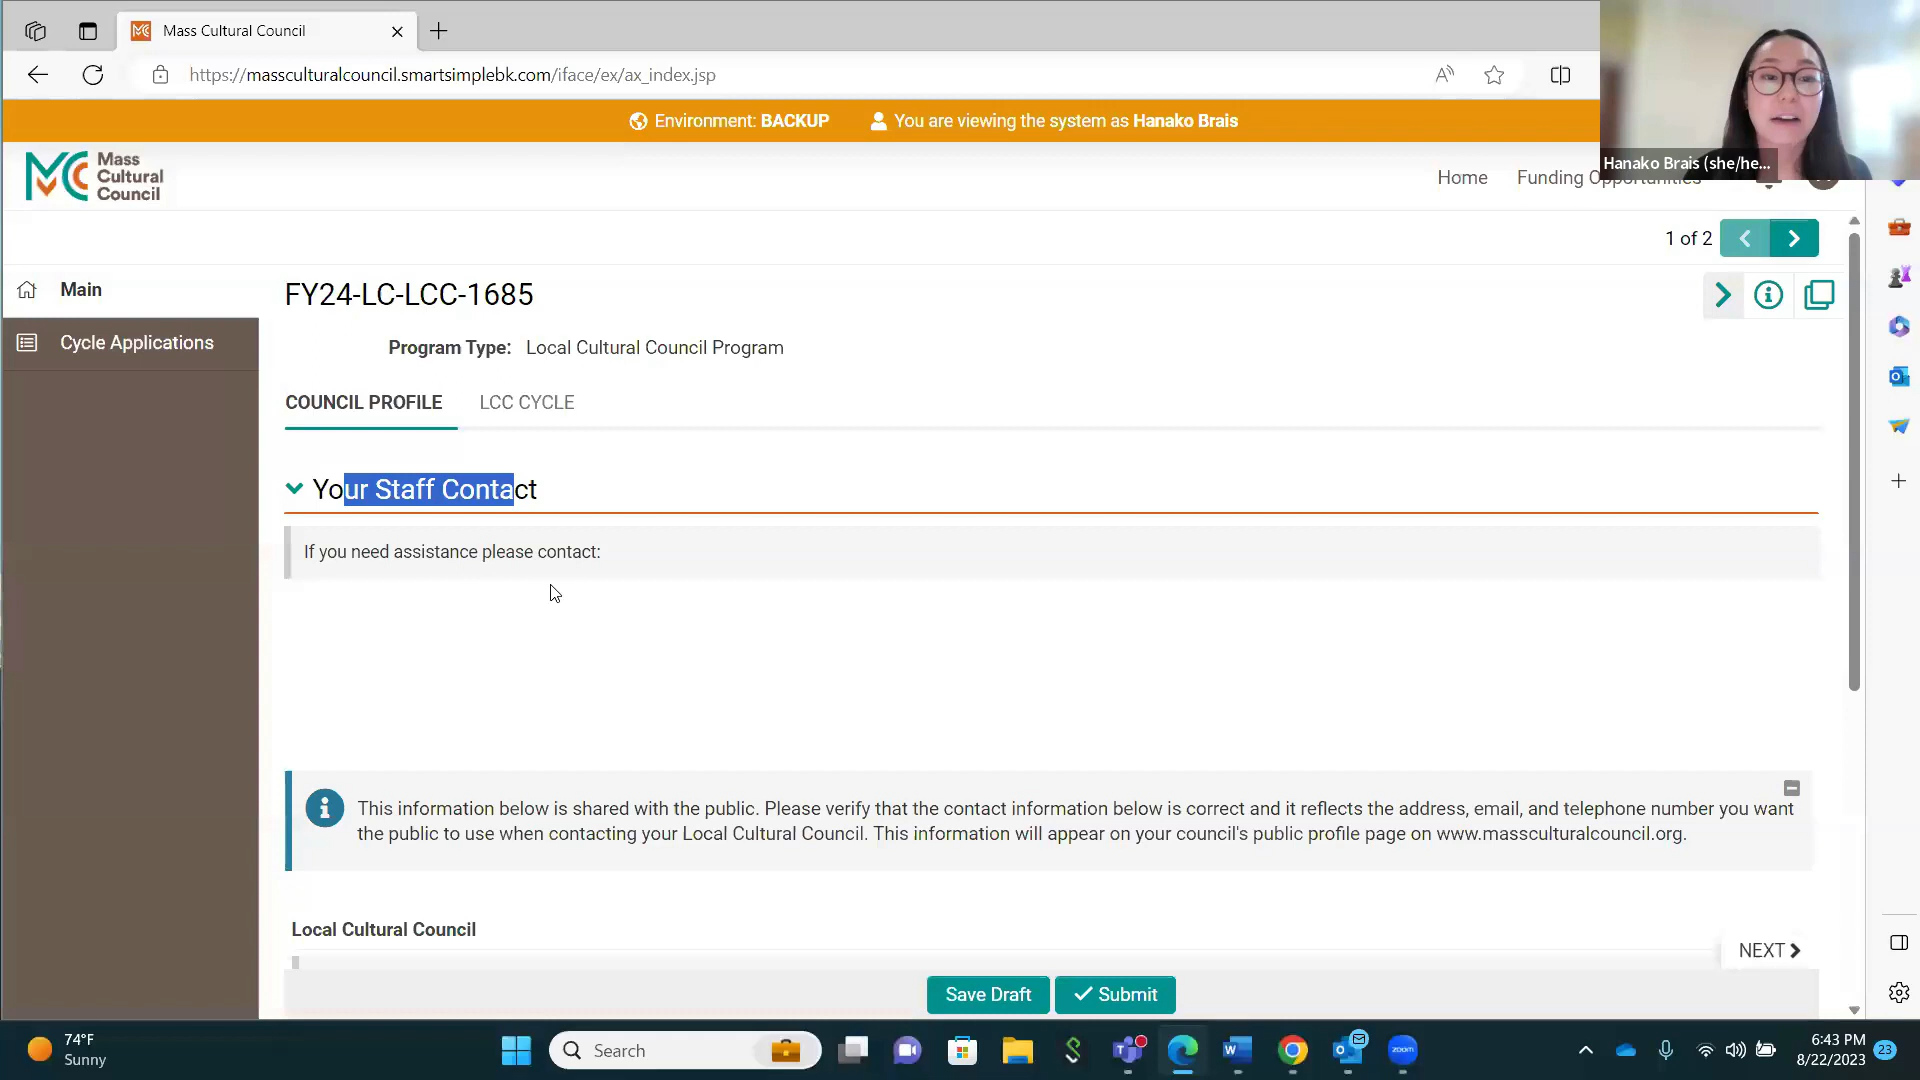 Mass Cultural Council
https://massculturalcouncil.smartsimplebk.com/iface/ex/ax_index.jsp
Environment: BACKUP You are viewing the system as Hanako Brais
Hanako Brais (she/he...
Mass
Cultural
Council
Home Funding Opportunities
1 of 2
Main
FY24-LC-LCC-1685
Cycle Applications
Program Type: Local Cultural Council Program
COUNCIL PROFILE LCC CYCLE
Your Staff Contact
If you need assistance please contact:
This information below is shared with the public. Please verify that the contact information below is correct and it reflects the address, email, and telephone number you want
the public to use when contacting your Local Cultural Council. This information will appear on your council's public profile page on www.massculturalcouncil.org.
Local Cultural Council
NEXT
Save Draft Submit
74°F
Sunny
Search
zoom
6:43 PM
8/22/2023
23